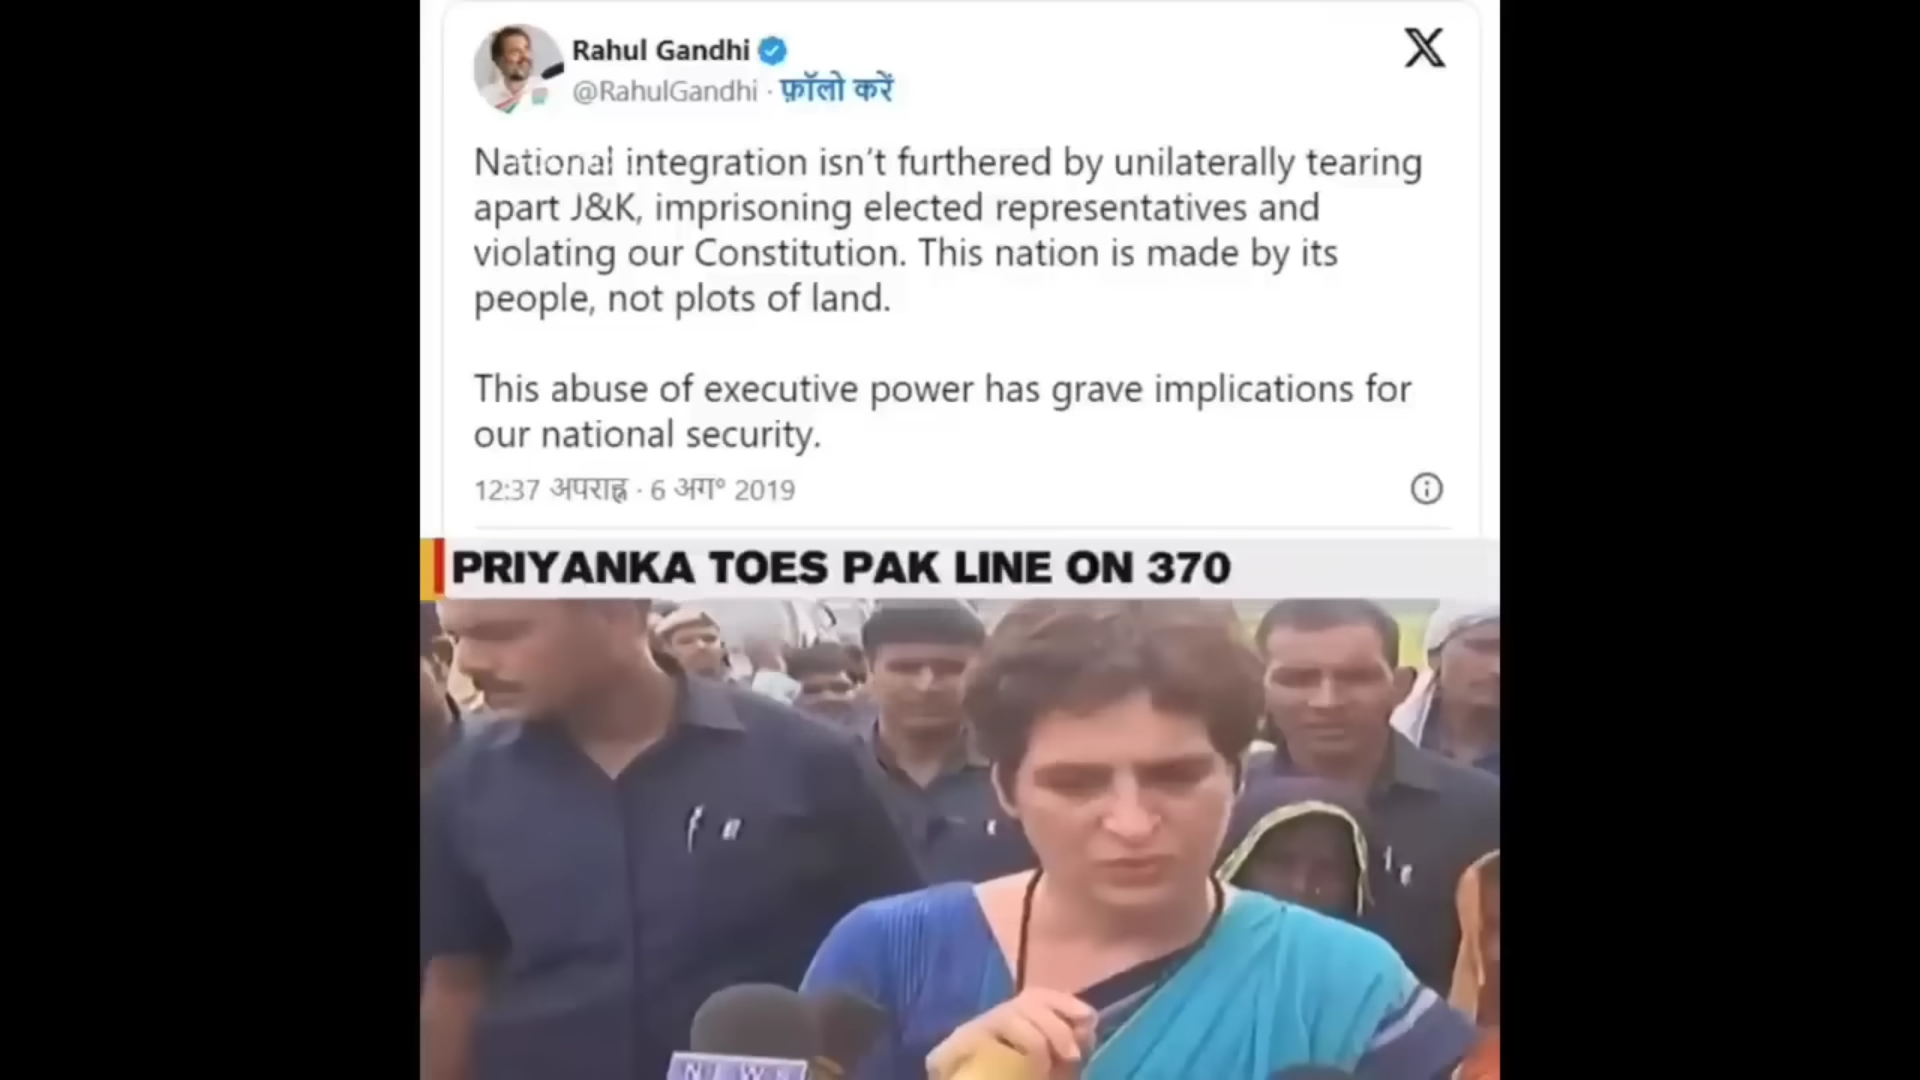 Rahul Gandhi
@RahulGandhi · फ़ॉलो करें
National integration isn't furthered by unilaterally tearing
apart J&K, imprisoning elected representatives and
violating our Constitution. This nation is made by its
people, not plots of land.
This abuse of executive power has grave implications for
our national security.
12:37 अपराह्न · 6 अग॰ 2019
PRIYANKA TOES PAK LINE ON 370
NEWS